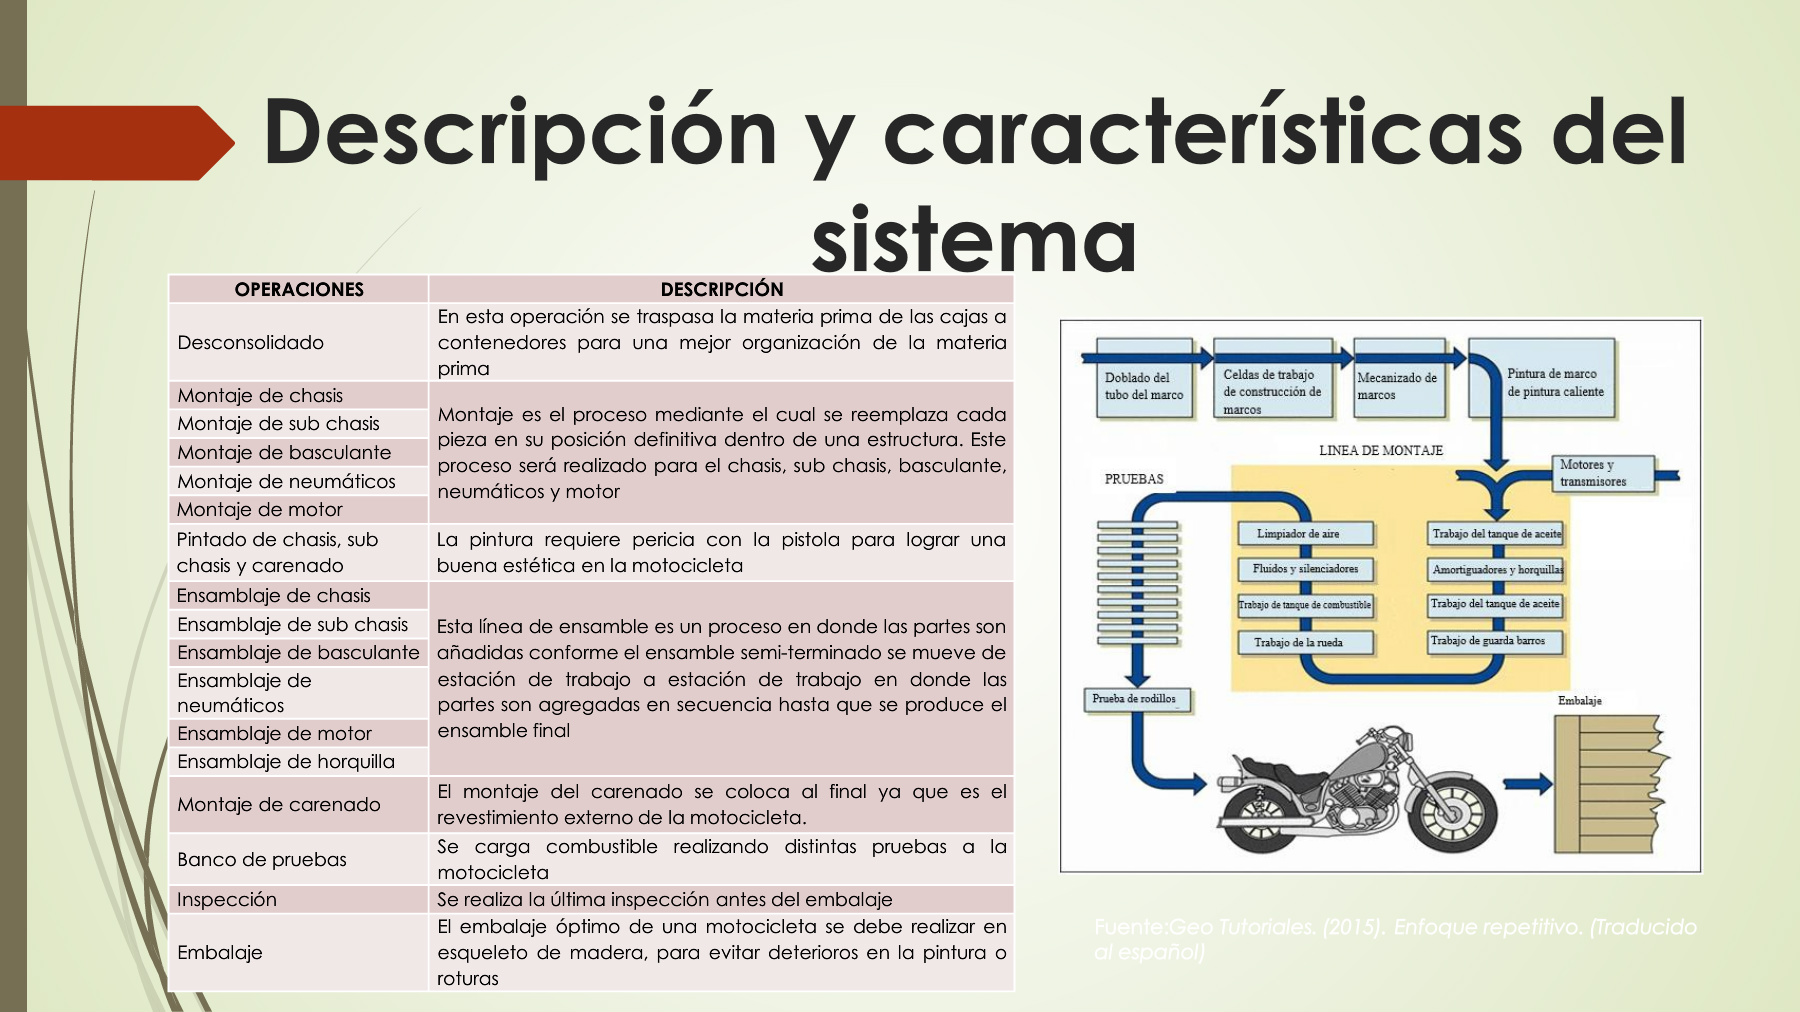 Descripción y características del
sistema
OPERACIONES
DESCRIPCIÓN
Desconsolidado
En esta operación se traspasa la materia prima de las cajas a
contenedores para una mejor organización de la materia
prima
Montaje de chasis
Montaje de sub chasis
Montaje de basculante
Montaje de neumáticos
Montaje de motor
Montaje es el proceso mediante el cual se reemplaza cada
pieza en su posición definitiva dentro de una estructura. Este
proceso será realizado para el chasis, sub chasis, basculante,
neumáticos y motor
Pintado de chasis, sub
chasis y carenado
La pintura requiere pericia con la pistola para lograr una
buena estética en la motocicleta
Ensamblaje de chasis
Ensamblaje de sub chasis
Ensamblaje de basculante
Ensamblaje de
neumáticos
Ensamblaje de motor
Ensamblaje de horquilla
Esta línea de ensamble es un proceso en donde las partes son
añadidas conforme el ensamble semi-terminado se mueve de
estación de trabajo a estación de trabajo en donde las
partes son agregadas en secuencia hasta que se produce el
ensamble final
Montaje de carenado
El montaje del carenado se coloca al final ya que es el
revestimiento externo de la motocicleta.
Banco de pruebas
Se carga combustible realizando distintas pruebas a la
motocicleta
Inspección
Se realiza la última inspección antes del embalaje
Embalaje
El embalaje óptimo de una motocicleta se debe realizar en
esqueleto de madera, para evitar deterioros en la pintura o
roturas
Doblado del
tubo del marco
Celdas de trabajo
de construcción de
marcos
Mecanizado de
marcos
Pintura de marco
de pintura caliente
LINEA DE MONTAJE
Motores y
transmisores
PRUEBAS
Limpiador de aire
Fluidos y silenciadores
Trabajo de tanque de combustible
Trabajo de la rueda
Trabajo del tanque de aceite
Amortiguadores y horquillas
Trabajo del tanque de aceite
Trabajo de guarda barros
Prueba de rodillos
Embalaje
Fuente:Geo Tutoriales. (2015). Enfoque repetitivo. (Traducido
al español)